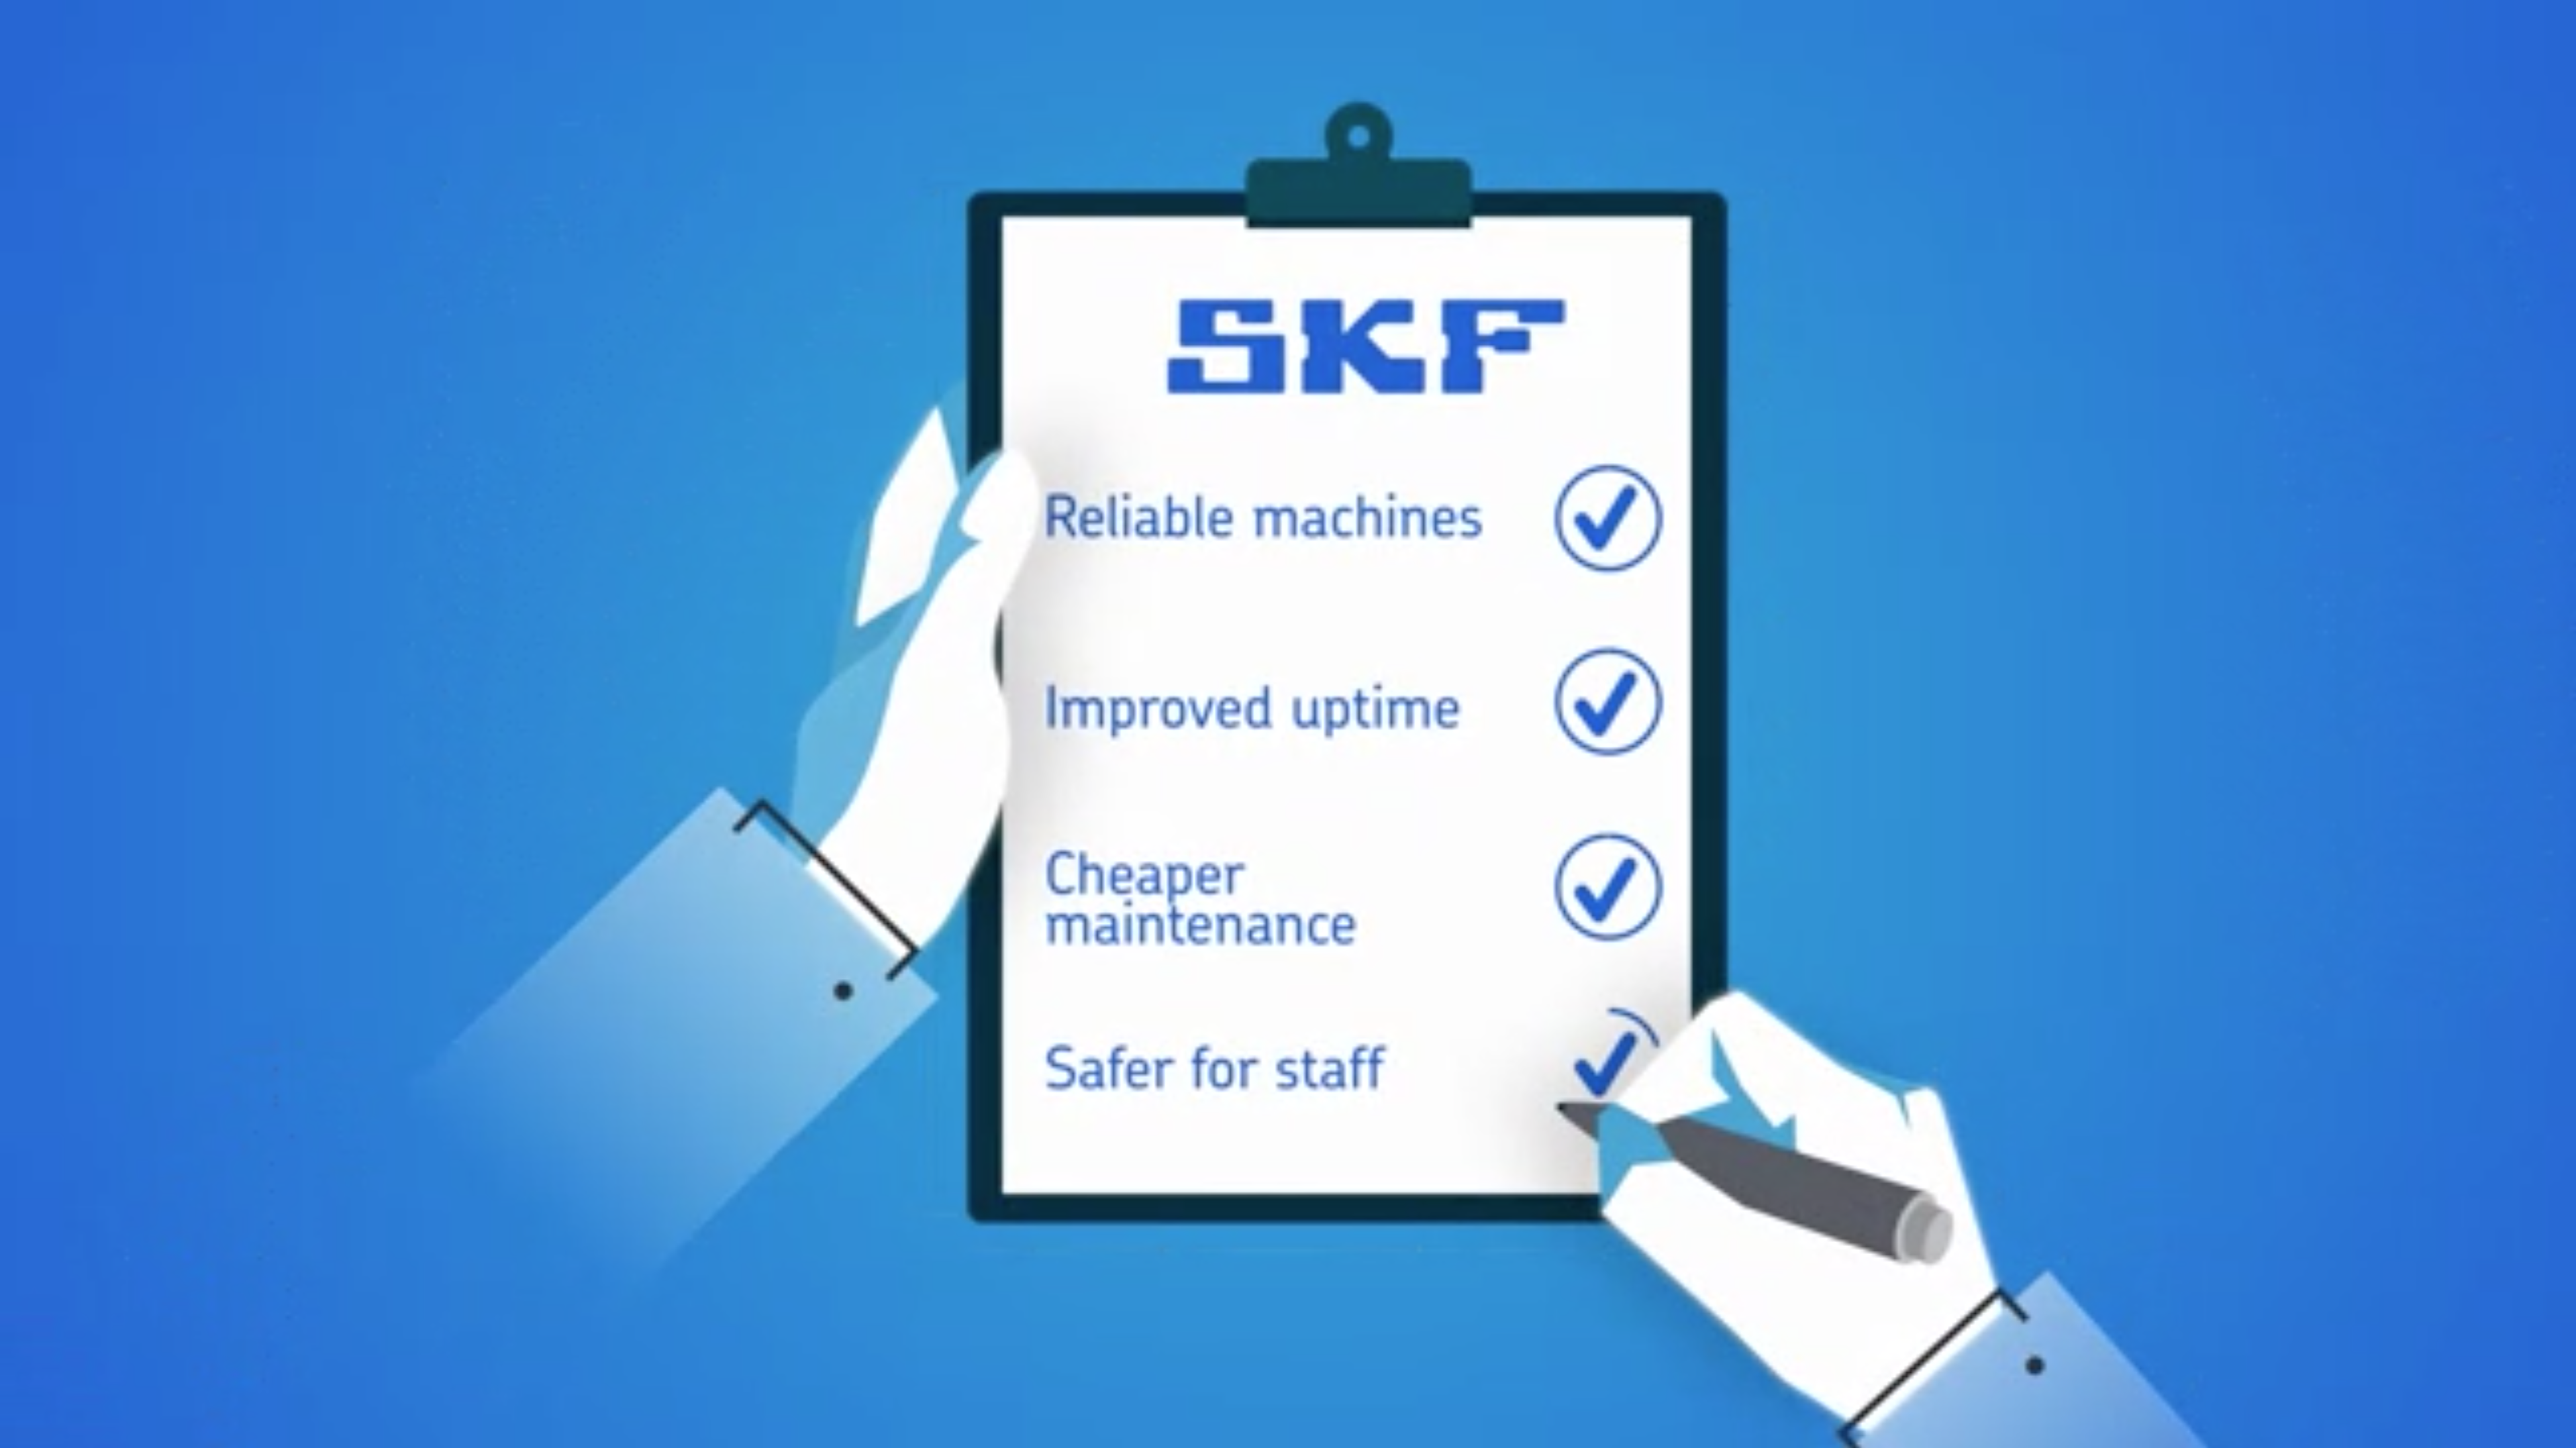 SKF
Reliable machines
Improved uptime
Cheaper
maintenance
Safer for staff